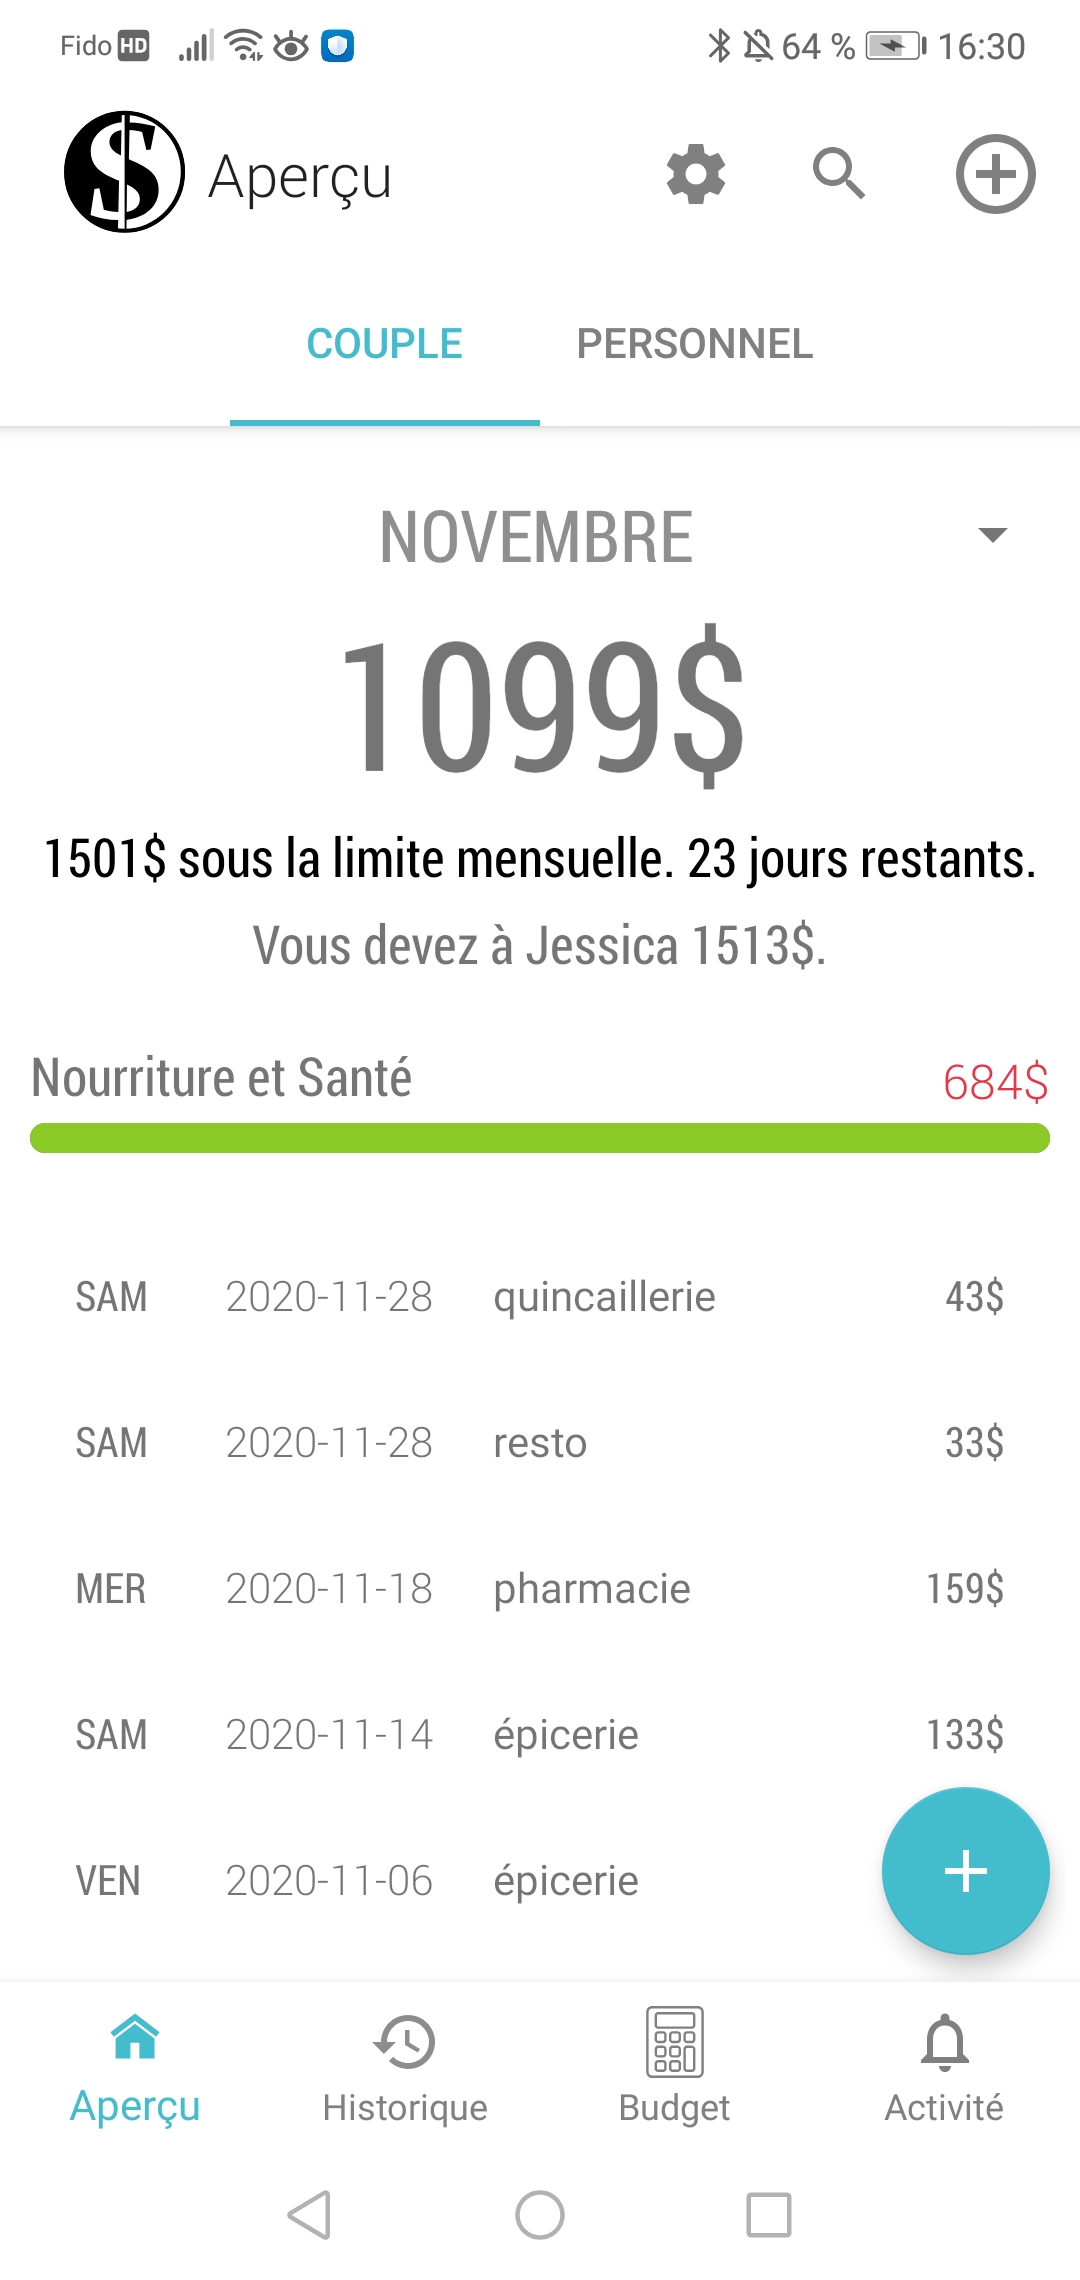 Fido HD 64 % 16:30
$ Aperçu
COUPLE PERSONNEL
NOVEMBRE
1099$
1501$ sous la limite mensuelle. 23 jours restants.
Vous devez à Jessica 1513$.
Nourriture et Santé 684$
SAM 2020-11-28 quincaillerie 43$
SAM 2020-11-28 resto 33$
MER 2020-11-18 pharmacie 159$
SAM 2020-11-14 épicerie 133$
VEN 2020-11-06 épicerie
Aperçu Historique Budget Activité